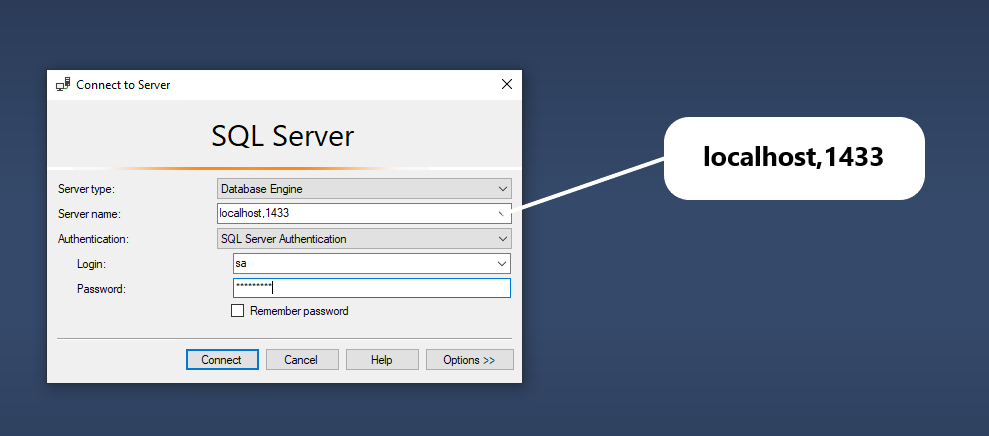 Connect to Server
SQL Server
Server type: Database Engine
Server name: localhost,1433
localhost,1433
Authentication: SQL Server Authentication
Login: sa
Password: *********
Remember password
Connect Cancel Help Options >>